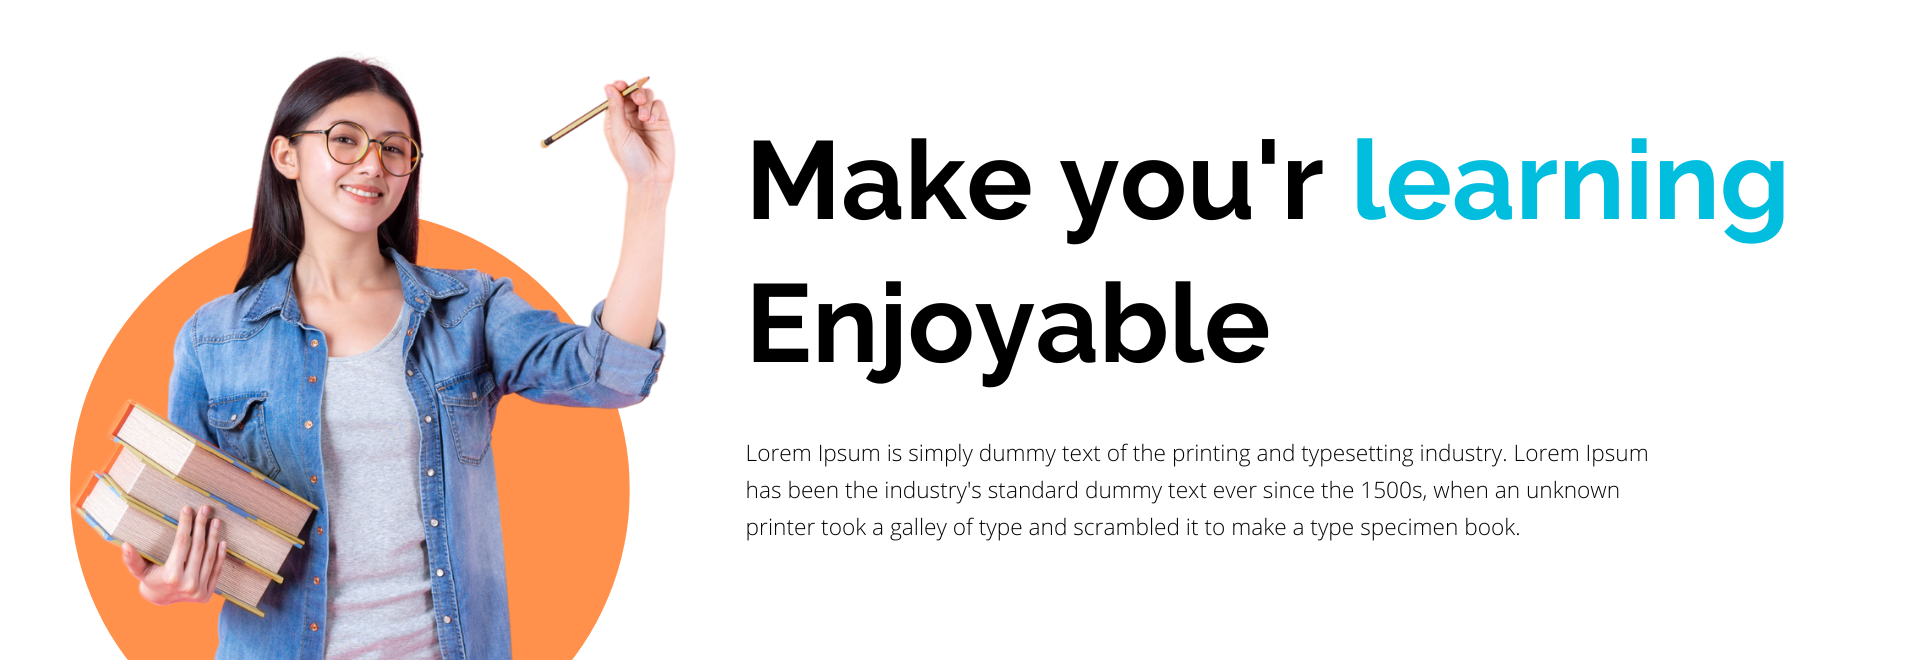 Make you'r learning
Enjoyable
Lorem Ipsum is simply dummy text of the printing and typesetting industry. Lorem Ipsum
has been the industry's standard dummy text ever since the 1500s, when an unknown
printer took a galley of type and scrambled it to make a type specimen book.